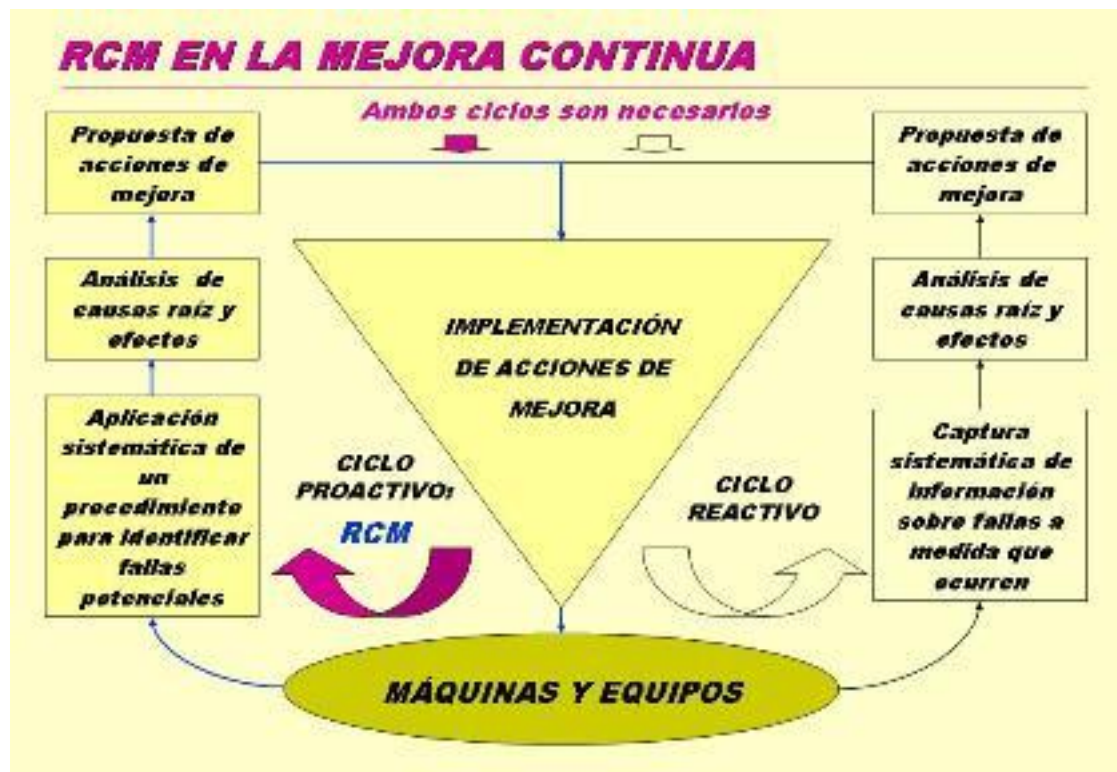 RCM EN LA MEJORA CONTINUA
Ambos ciclos son necesarios
Propuesta de
acciones de
mejora
Análisis de
causas raíz y
efectos
Aplicación
sistemática de
un
procedimiento
para identificar
fallas
potenciales
IMPLEMENTACIÓN
DE ACCIONES DE
MEJORA
CICLO
PROACTIVO:
RCM
CICLO
REACTIVO
Propuesta de
acciones de
mejora
Análisis de
causas raíz y
efectos
Captura
sistemática de
información
sobre fallas a
medida que
ocurren
MÁQUINAS Y EQUIPOS